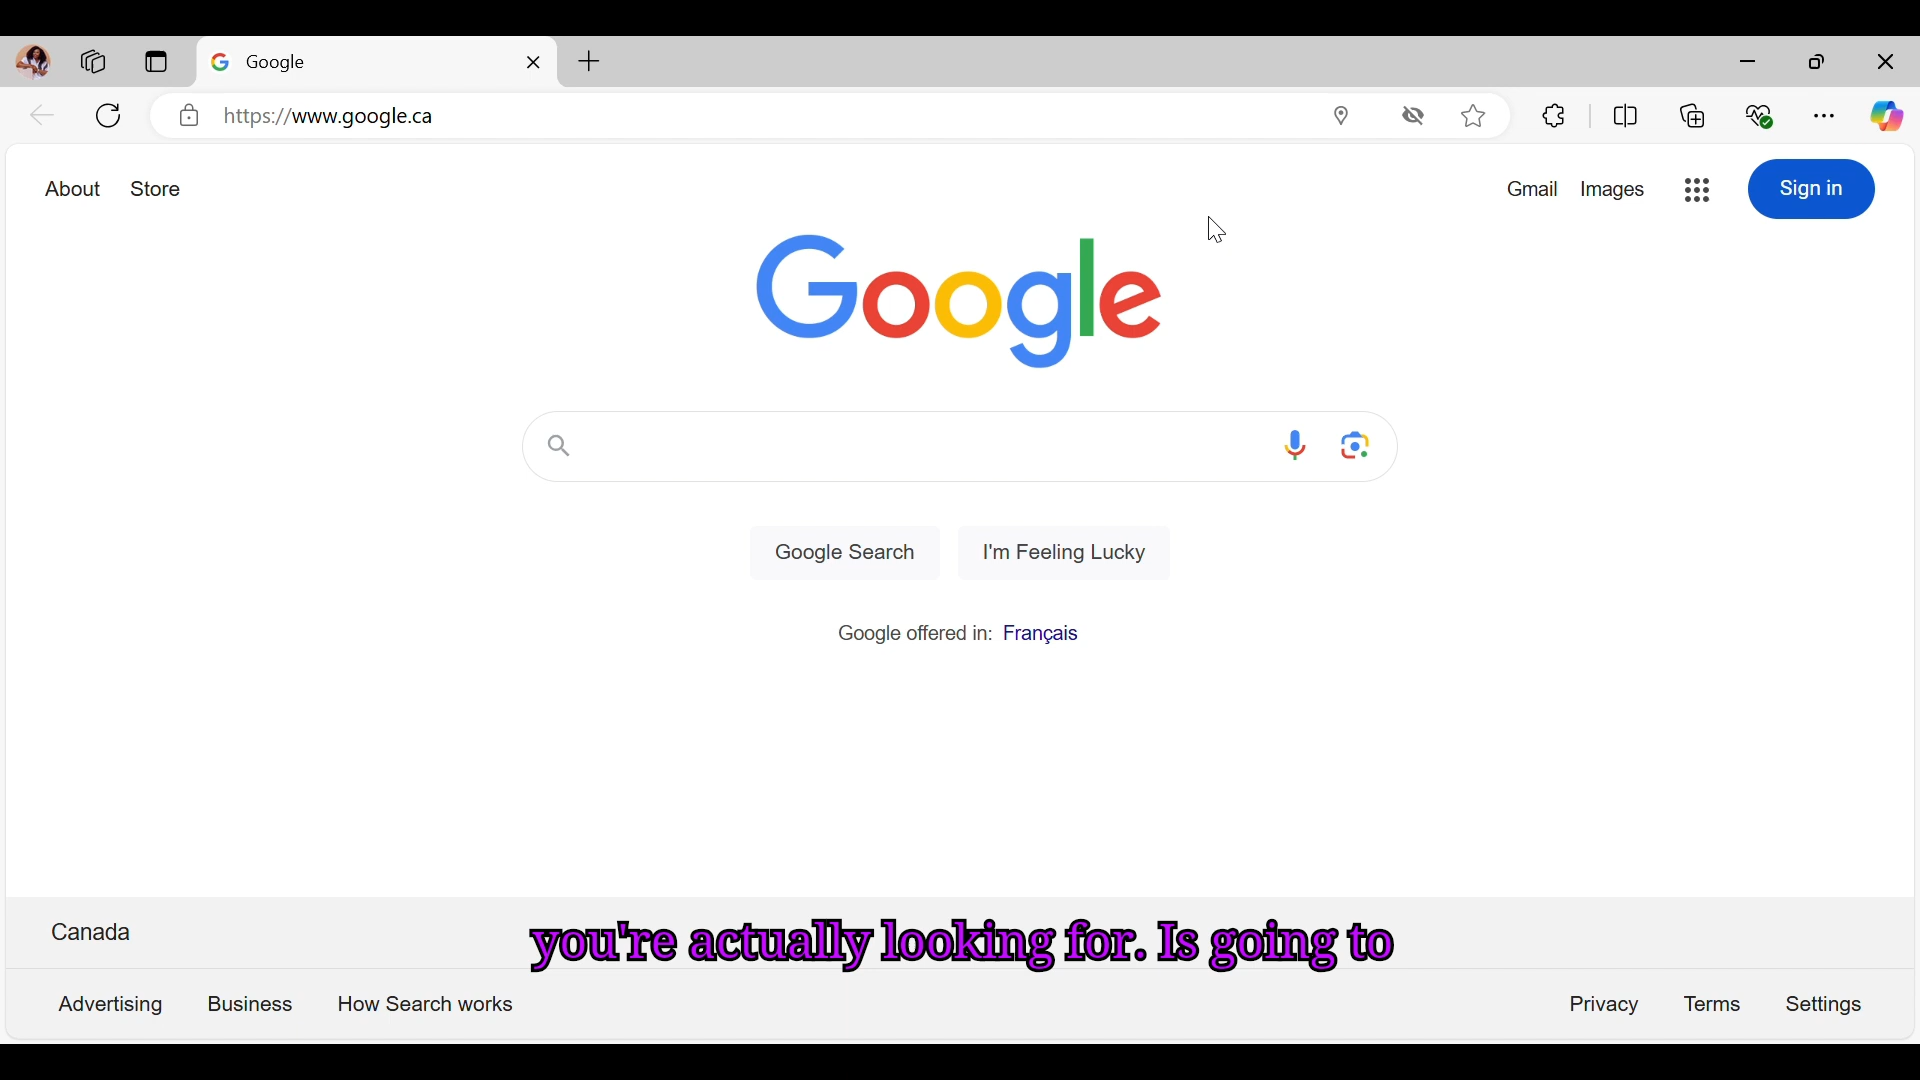 Google
https://www.google.ca
About Store
Gmail Images Sign in
Google
Google Search I'm Feeling Lucky
Google offered in: Français
Canada
you're actually looking for. Is going to
Advertising Business How Search works
Privacy Terms Settings